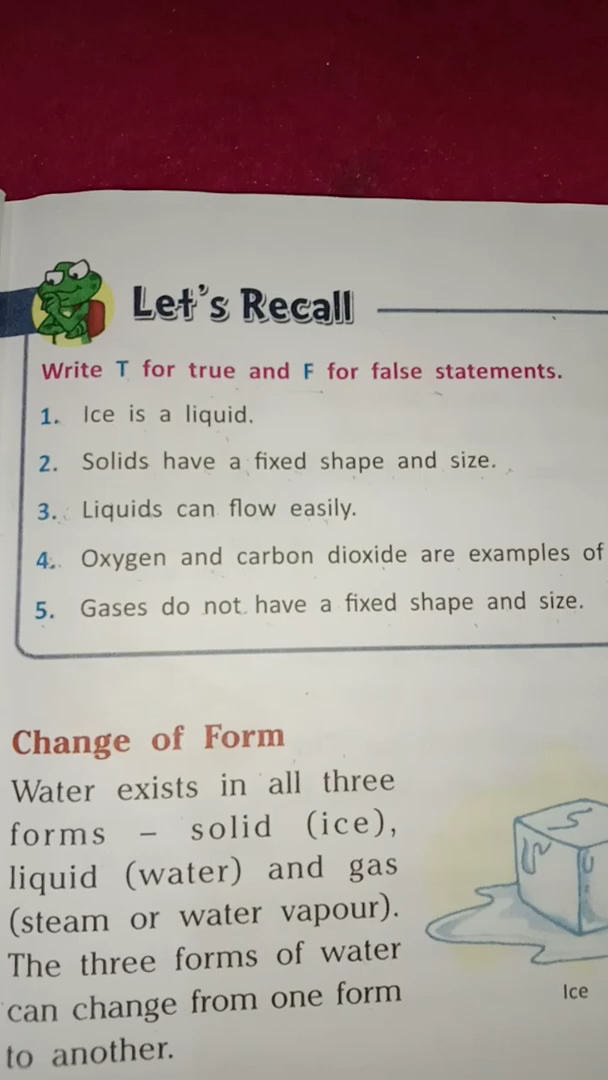 Let's Recall
Write T for true and F for false statements.
1. Ice is a liquid.
2. Solids have a fixed shape and size.
3. Liquids can flow easily.
4. Oxygen and carbon dioxide are examples of
5. Gases do not have a fixed shape and size.
Change of Form
Water exists in all three
forms – solid (ice),
liquid (water) and gas
(steam or water vapour).
The three forms of water
can change from one form
to another.
Ice